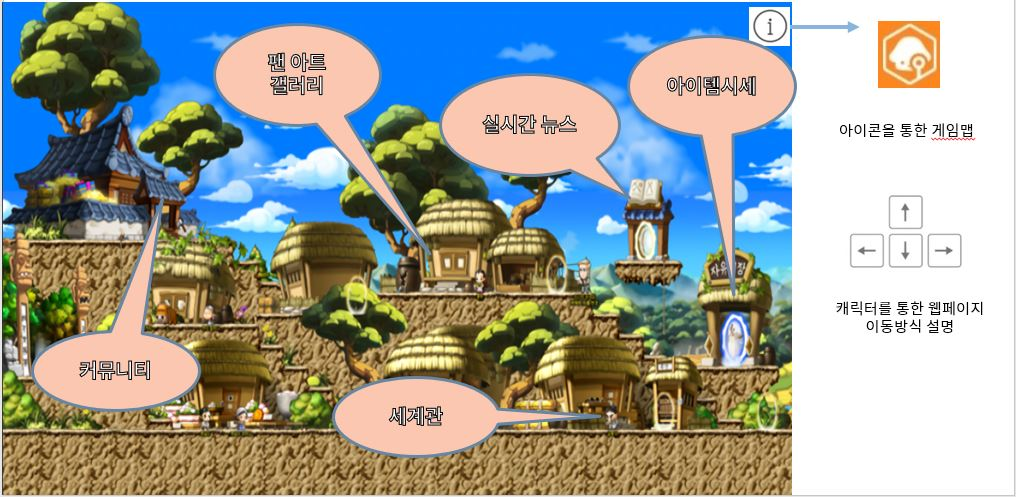 팬 아트
갤러리
실시간 뉴스
아이템시세
커뮤니티
세계관
i
아이콘을 통한 게임맵
캐릭터를 통한 웹페이지
이동방식 설명